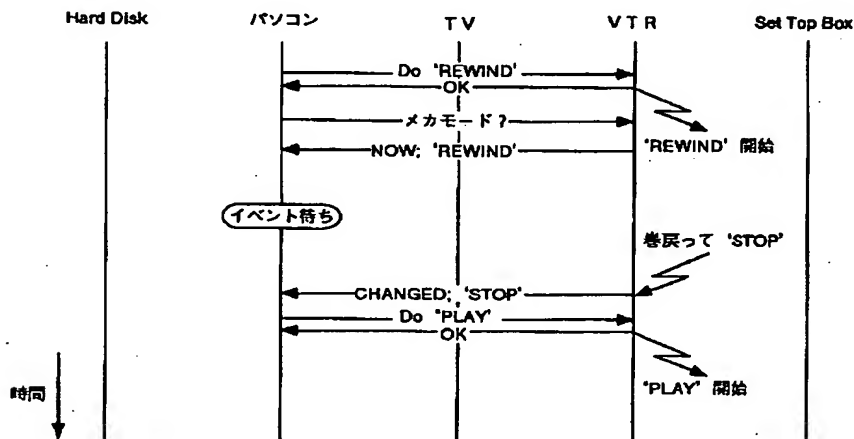 Hard Disk
パソコン
TV
VTR
Set Top Box
Do 'REWIND'
OK
メカモード?
'REWIND' 開始
NOW; 'REWIND'
イベント待ち
巻戻って 'STOP'
CHANGED; 'STOP'
Do 'PLAY'
OK
時間
'PLAY' 開始